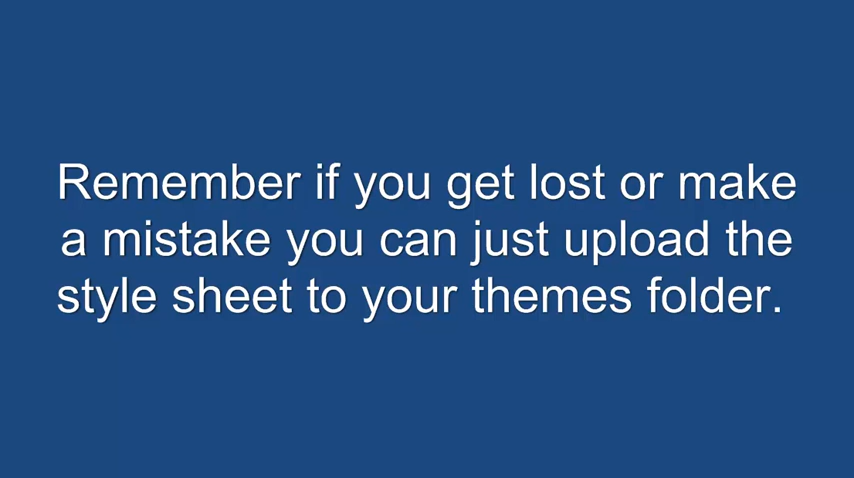 Remember if you get lost or make
a mistake you can just upload the
style sheet to your themes folder.